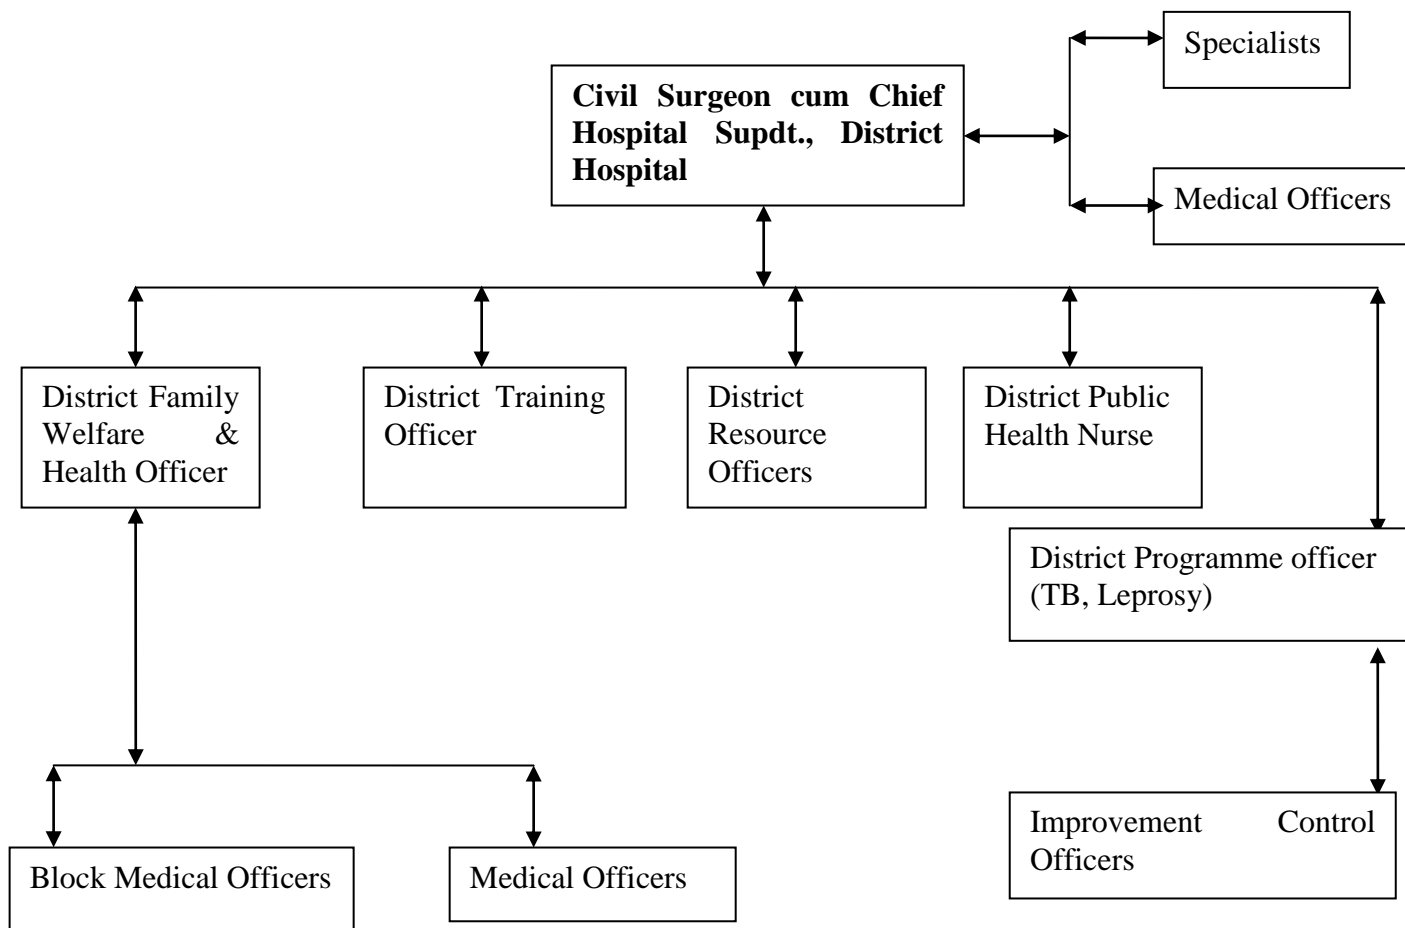 Specialists
Civil Surgeon cum Chief
Hospital Supdt., District
Hospital
Medical Officers
District Family
Welfare &
Health Officer
District Training
Officer
District
Resource
Officers
District Public
Health Nurse
District Programme officer
(TB, Leprosy)
Improvement Control
Officers
Block Medical Officers
Medical Officers